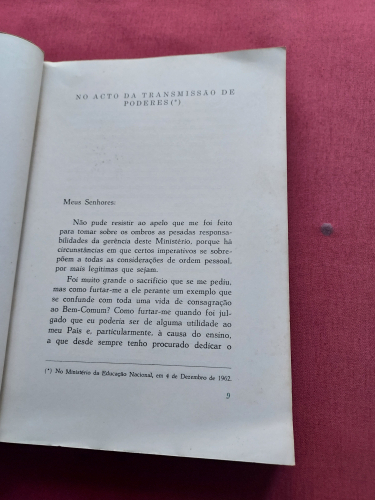 NO ACTO DA TRANSMISSÃO DE
PODERES (*)
Meus Senhores:
Não pude resistir ao apelo que me foi feito
para tomar sobre os ombros as pesadas responsa-
bilidades da gerência deste Ministério, porque há
circunstâncias em que certos imperativos se sobre-
põem a todas as considerações de ordem pessoal,
por mais legítimas que sejam.
Foi muito grande o sacrifício que se me pediu,
mas como furtar-me a ele perante um exemplo que
se confunde com toda uma vida de consagração
ao Bem-Comum? Como furtar-me quando foi jul-
gado que eu poderia ser de alguma utilidade ao
meu País e, particularmente, à causa do ensino,
a que desde sempre tenho procurado dedicar o
(*) No Ministério da Educação Nacional, em 4 de Dezembro de 1962.
9